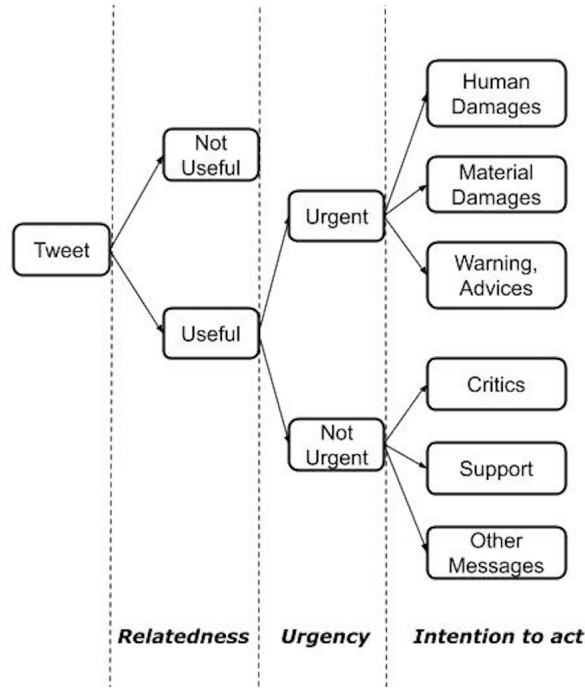 Tweet
Not
Useful
Useful
Urgent
Not
Urgent
Human
Damages
Material
Damages
Warning,
Advices
Critics
Support
Other
Messages
Relatedness
Urgency
Intention to act